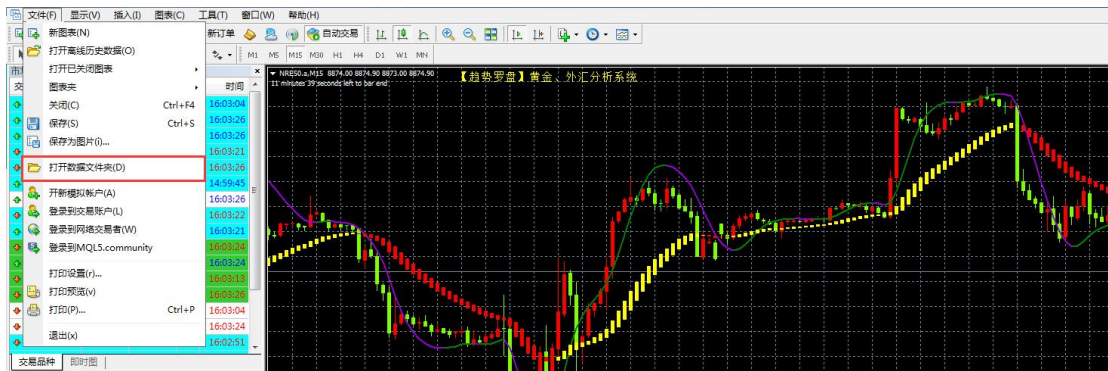 文件(F) 显示(V) 插入(I) 图表(C) 工具(T) 窗口(W) 帮助(H)
新订单 自动交易
M1 M5 M15 M30 H1 H4 D1 W1 MN
新图表(N)
打开离线历史数据(O)
打开已关闭图表
图表夹
关闭(C) Ctrl+F4
保存(S) Ctrl+S
保存为图片(i)...
打开数据文件夹(D)
开新模拟帐户(A)
登录到交易账户(L)
登录到网络交易者(W)
登录到MQL5.community
打印设置(r)...
打印预览(v)
打印(P)... Ctrl+P
退出(x)
时间
16:03:04
16:03:26
16:03:26
16:03:21
16:03:26
14:59:45
16:03:26
16:03:22
16:03:21
16:03:24
16:03:24
16:03:13
16:03:26
16:03:04
16:03:24
16:02:51
交易品种 即时图
NRE50.a,M15 8874.00 8874.90 8873.00 8874.90
11 minutes 39 seconds left to bar end
【趋势罗盘】黄金、外汇分析系统